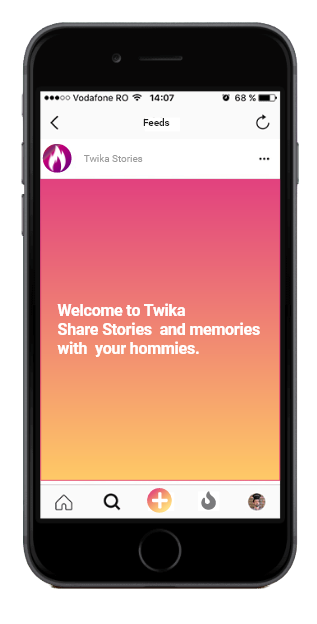 Vodafone RO 14:07 68 %
Feeds
Twika Stories
Welcome to Twika
Share Stories and memories
with your hommies.